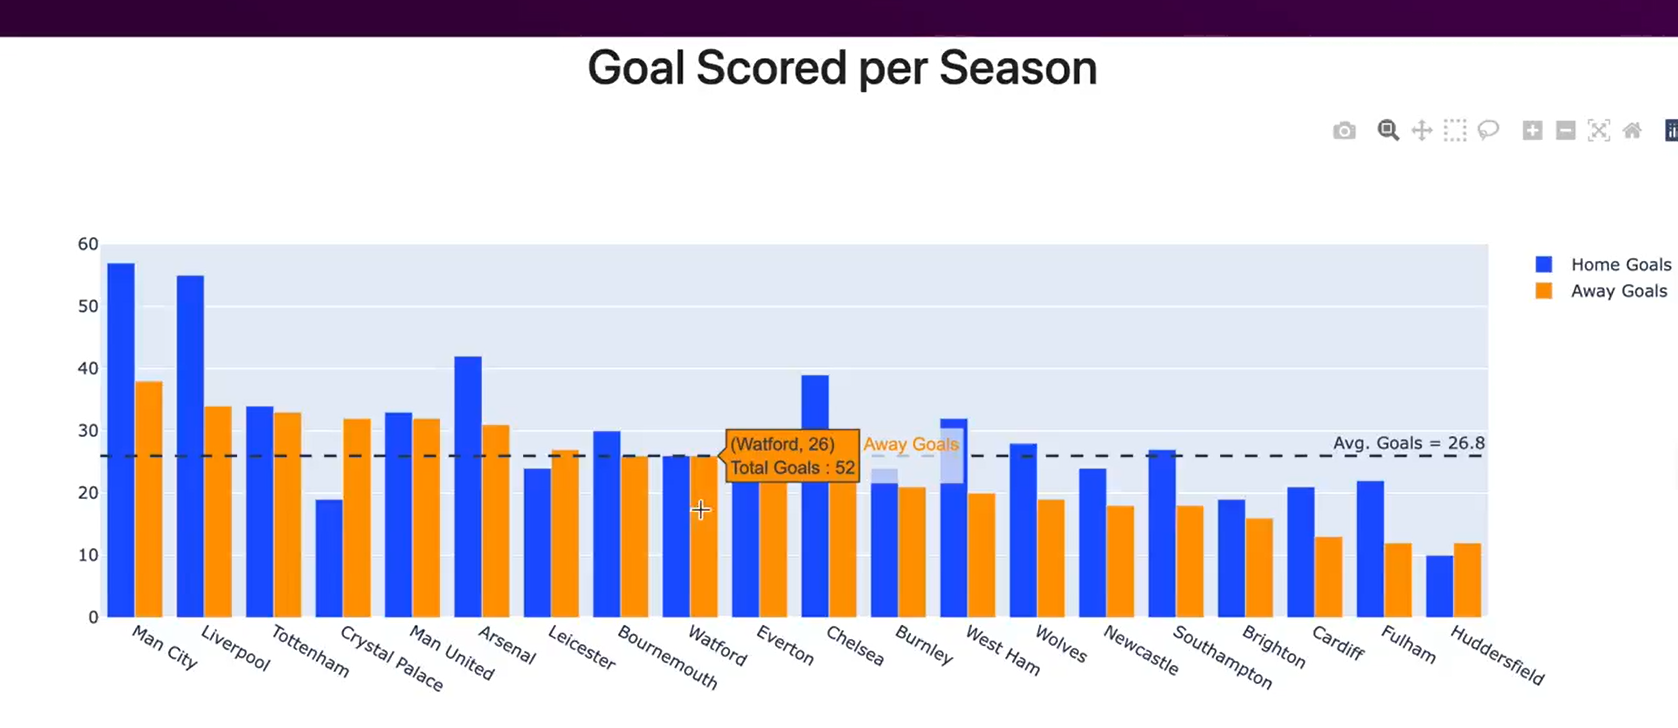 Goal Scored per Season
60
50
40
30
20
10
0
Home Goals
Away Goals
(Watford, 26)
Total Goals : 52
Away Goals
Avg. Goals = 26.8
Man City
Liverpool
Tottenham
Crystal Palace
Man United
Arsenal
Leicester
Bournemouth
Watford
Everton
Chelsea
Burnley
West Ham
Wolves
Newcastle
Southampton
Brighton
Cardiff
Fulham
Huddersfield